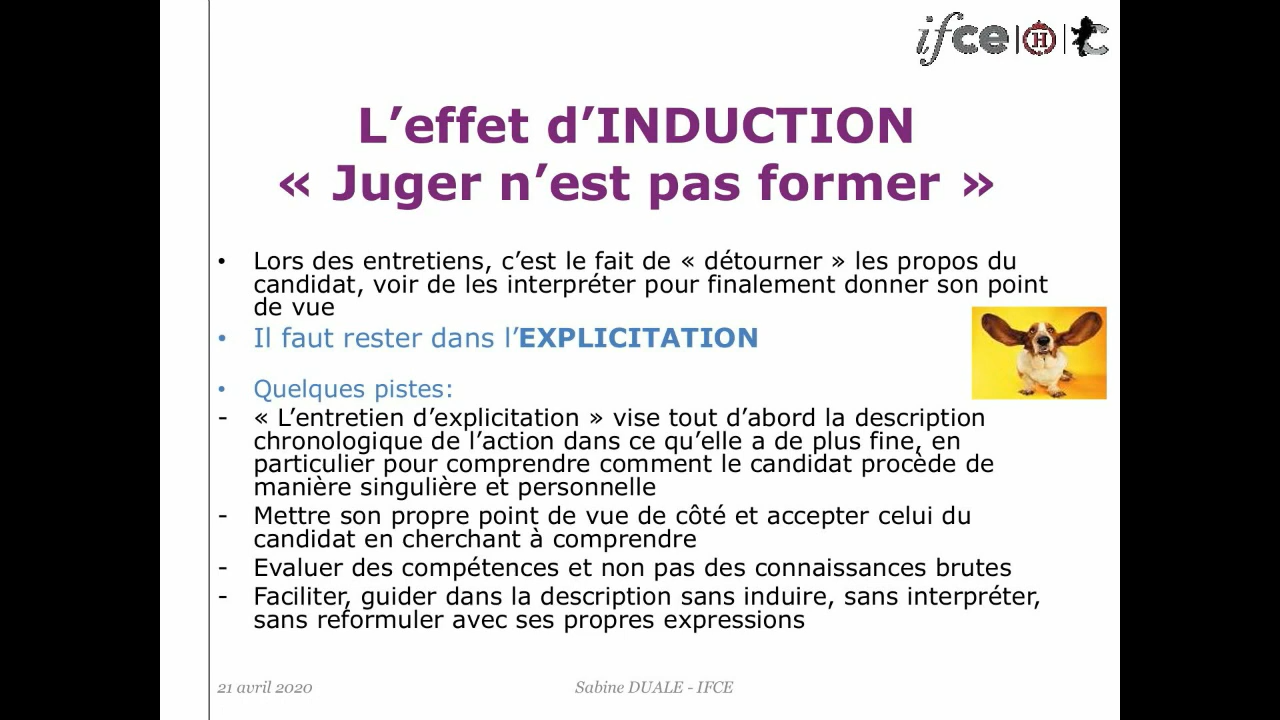 ifce | H | C
L’effet d’INDUCTION
« Juger n’est pas former »
• Lors des entretiens, c’est le fait de « détourner » les propos du
candidat, voir de les interpréter pour finalement donner son point
de vue
• Il faut rester dans l’EXPLICITATION
• Quelques pistes:
- « L’entretien d’explicitation » vise tout d’abord la description
chronologique de l’action dans ce qu’elle a de plus fine, en
particulier pour comprendre comment le candidat procède de
manière singulière et personnelle
- Mettre son propre point de vue de côté et accepter celui du
candidat en cherchant à comprendre
- Evaluer des compétences et non pas des connaissances brutes
- Faciliter, guider dans la description sans induire, sans interpréter,
sans reformuler avec ses propres expressions
21 avril 2020 Sabine DUALE - IFCE